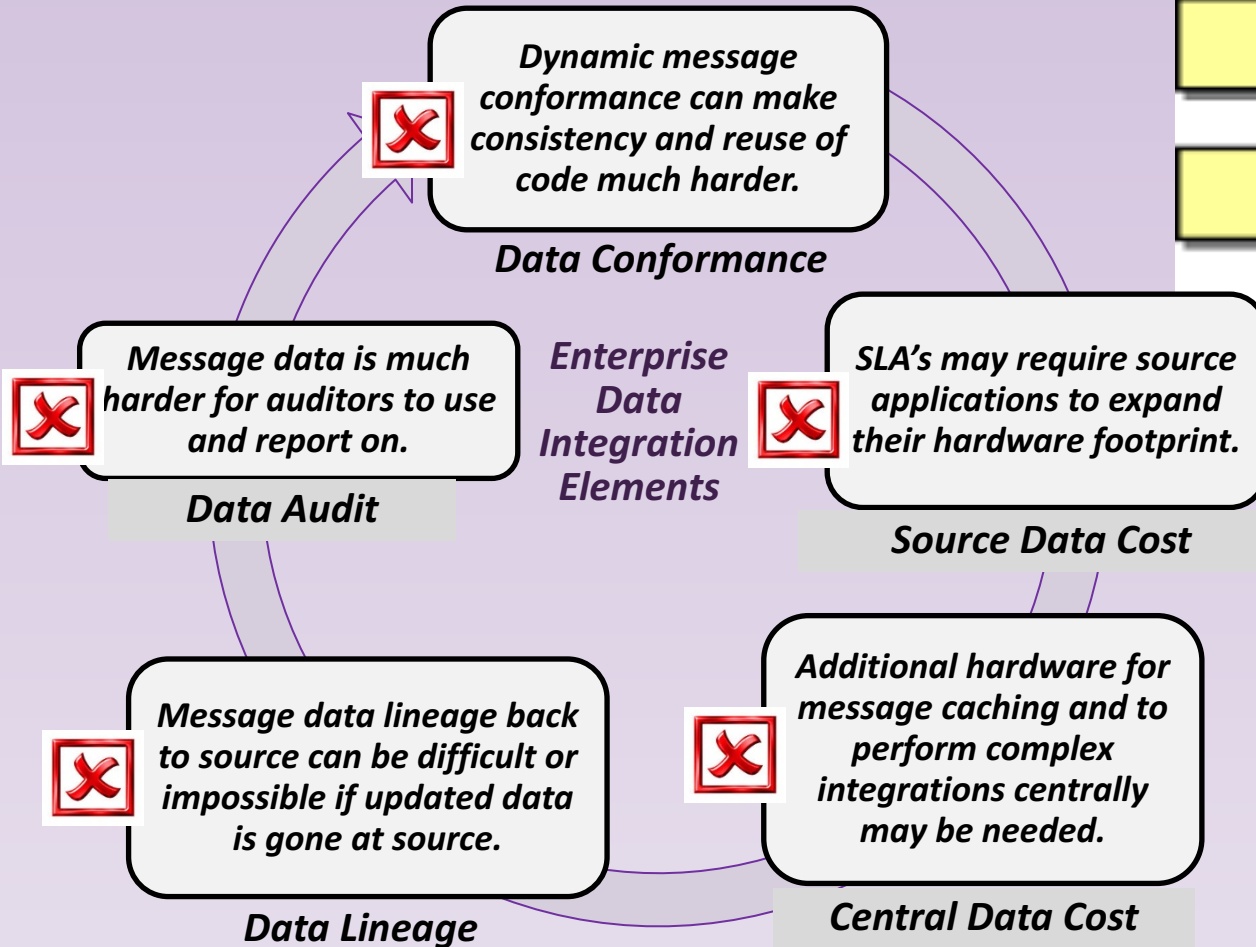 Dynamic message
conformance can make
consistency and reuse of
code much harder.
Data Conformance
Message data is much
harder for auditors to use
and report on.
Data Audit
Enterprise
Data
Integration
Elements
SLA's may require source
applications to expand
their hardware footprint.
Source Data Cost
Message data lineage back
to source can be difficult or
impossible if updated data
is gone at source.
Data Lineage
Additional hardware for
message caching and to
perform complex
integrations centrally
may be needed.
Central Data Cost